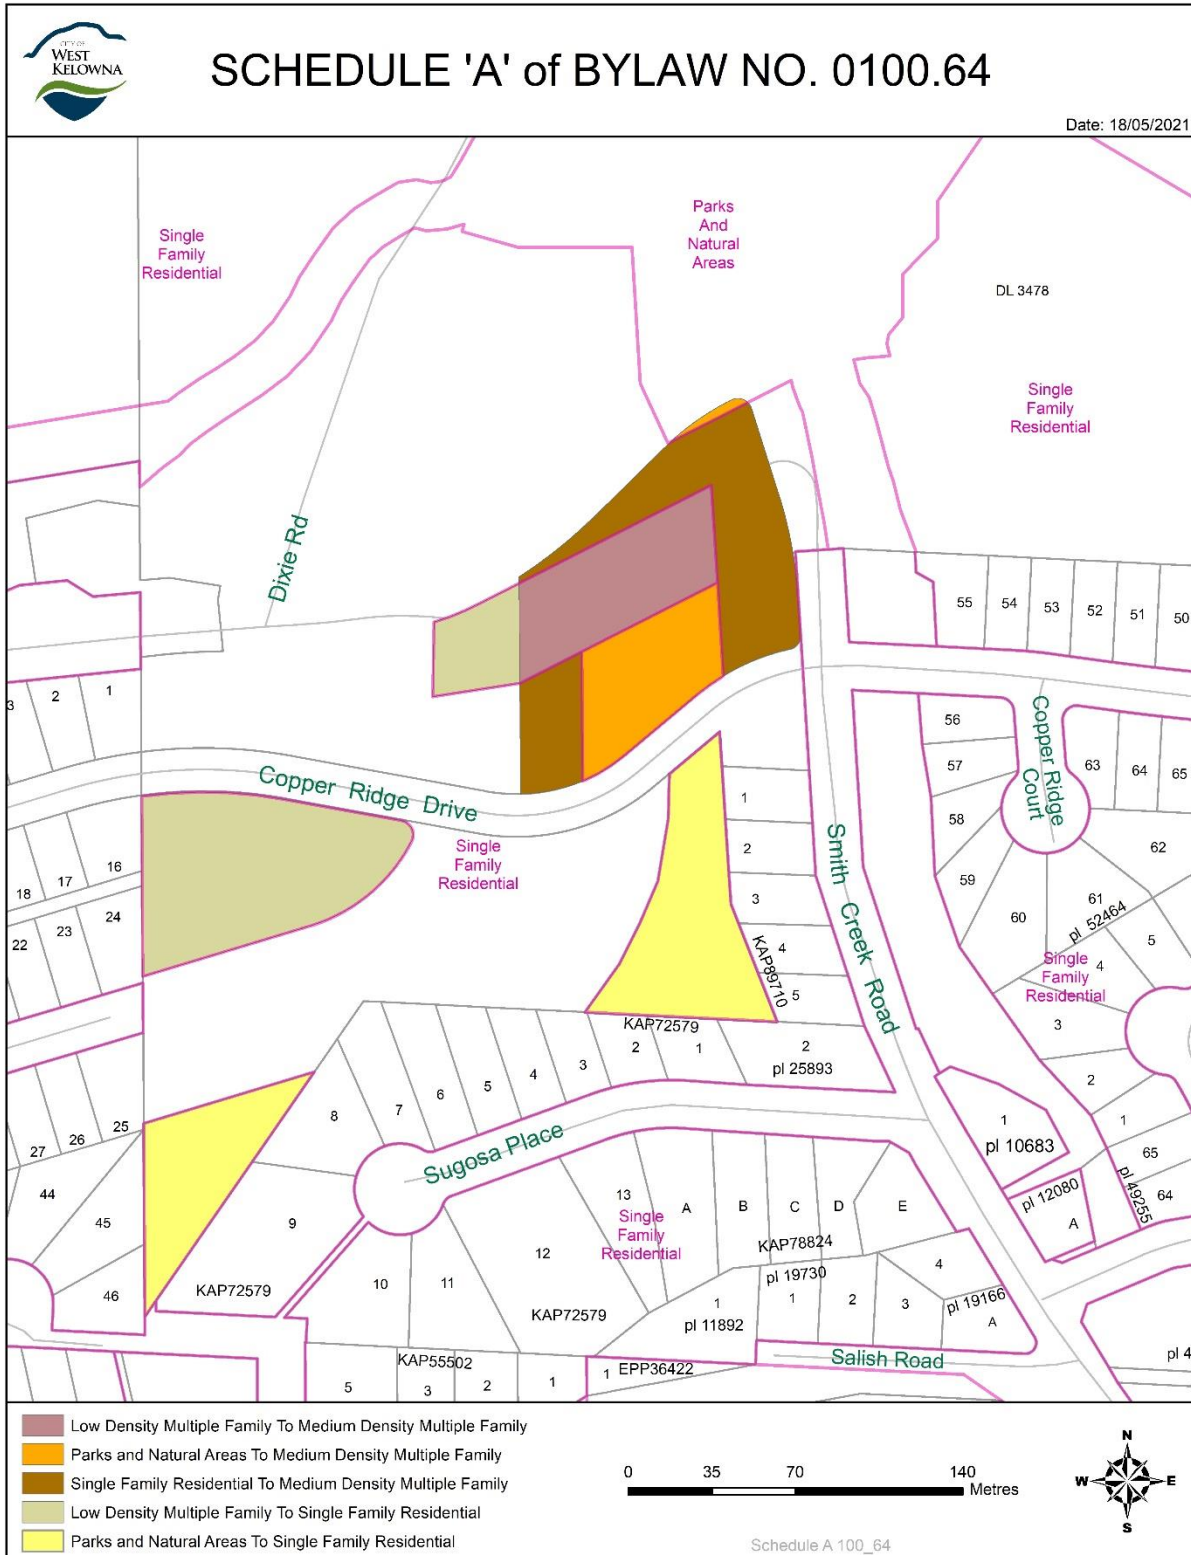 CITY OF
WEST
KELOWNA
SCHEDULE 'A' of BYLAW NO. 0100.64
Date: 18/05/2021
Single
Family
Residential
Parks
And
Natural
Areas
DL 3478
Single
Family
Residential
Dixie Rd
55
54
53
52
51
50
3
2
1
56
57
58
59
60
61
62
63
64
65
Copper Ridge
Court
pl 52464
Copper Ridge Drive
Single
Family
Residential
Smith Creek Road
1
2
3
4
5
KAP89710
16
17
18
24
23
22
5
4
Single
Family
Residential
3
2
1
65
64
pl 49255
KAP72579
8
7
6
5
4
3
2
1
2
pl 25893
25
26
27
44
45
46
Sugosa Place
1
pl 10683
pl 12080
A
9
KAP72579
10
11
12
KAP72579
13
Single
Family
Residential
A
B
C
D
E
KAP78824
pl 19730
1
2
3
4
pl 19166
A
1
pl 11892
Salish Road
pl 4
KAP55502
5
3
2
1
1
EPP36422
Low Density Multiple Family To Medium Density Multiple Family
Parks and Natural Areas To Medium Density Multiple Family
Single Family Residential To Medium Density Multiple Family
Low Density Multiple Family To Single Family Residential
Parks and Natural Areas To Single Family Residential
0 35 70 140
Metres
N
W E
S
Schedule A 100_64